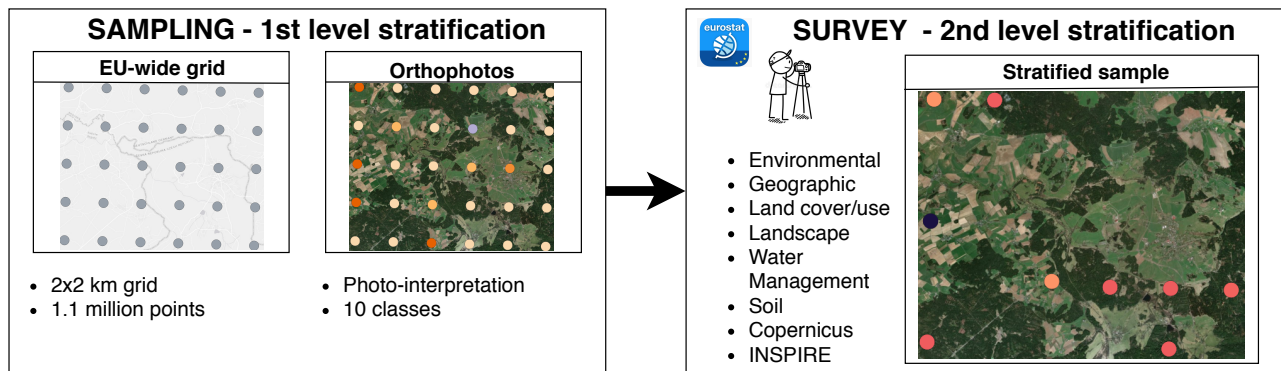 SAMPLING - 1st level stratification
EU-wide grid
Orthophotos
• 2x2 km grid
• 1.1 million points
• Photo-interpretation
• 10 classes
eurostat
SURVEY - 2nd level stratification
Stratified sample
• Environmental
• Geographic
• Land cover/use
• Landscape
• Water
Management
• Soil
• Copernicus
• INSPIRE